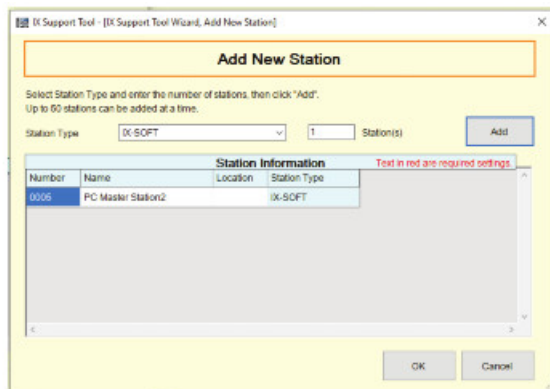 IX Support Tool - [IX Support Tool Wizard, Add New Station]
Add New Station
Select Station Type and enter the number of stations, then click "Add".
Up to 50 stations can be added at a time.
Station Type IX-SOFT 1 Station(s) Add
Station Information Text in red are required settings.
Number Name Location Station Type
0005 PC Master Station2 IX-SOFT
OK Cancel